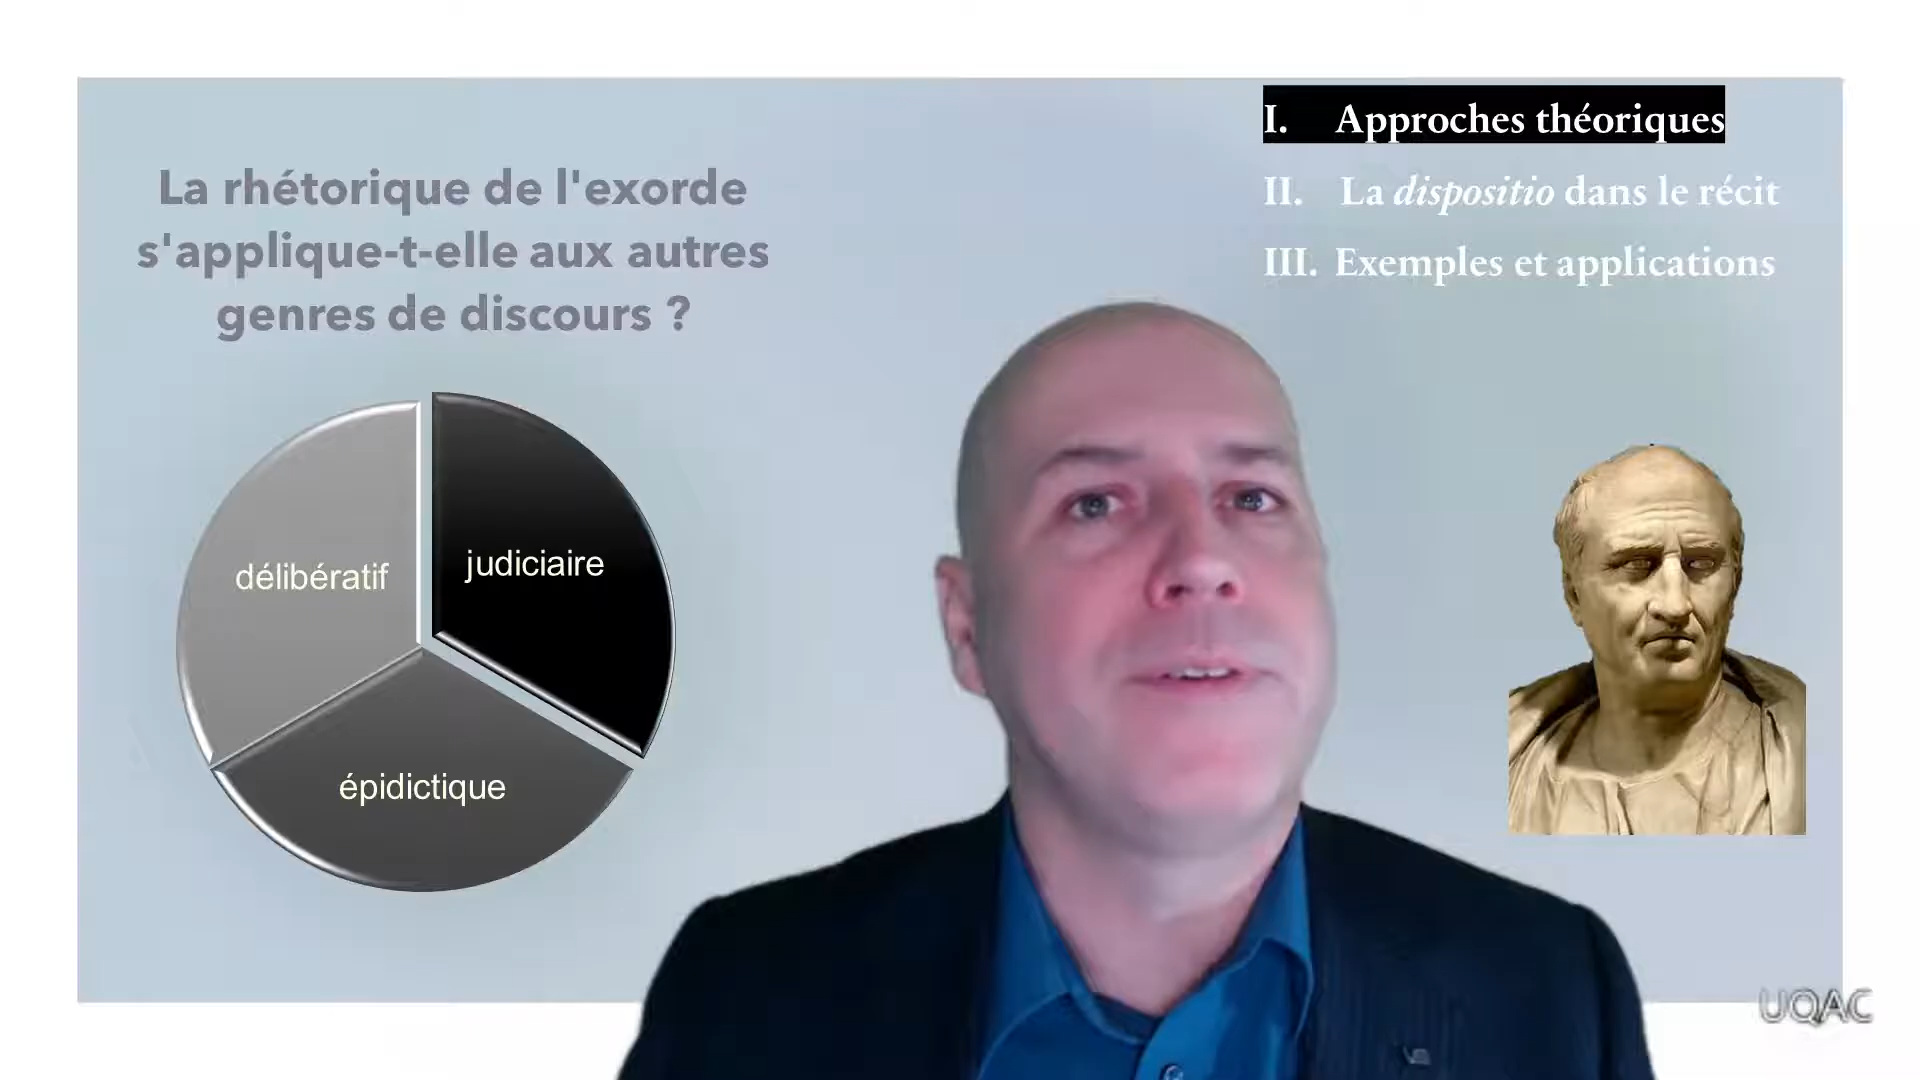 La rhétorique de l'exorde
s'applique-t-elle aux autres
genres de discours ?
I. Approches théoriques
II. La dispositio dans le récit
III. Exemples et applications
délibératif
judiciaire
épidictique
UQAC